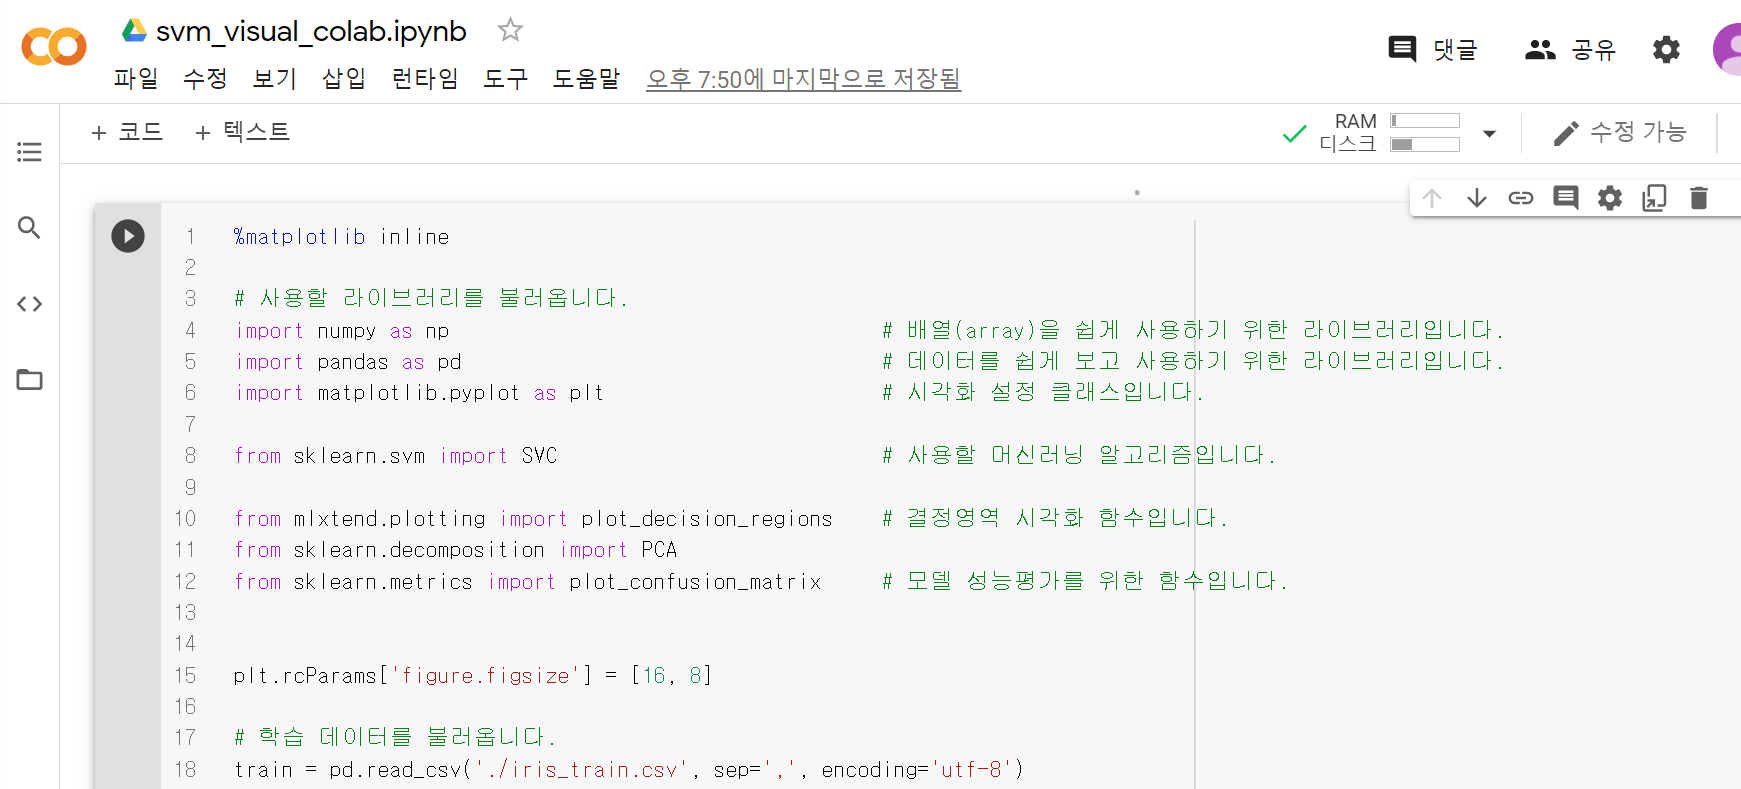 svm_visual_colab.ipynb
파일 수정 보기 삽입 런타임 도구 도움말 오후 7:50에 마지막으로 저장됨
댓글 공유
+ 코드 + 텍스트
RAM
디스크
수정 가능
1 %matplotlib inline
2
3 # 사용할 라이브러리를 불러옵니다.
4 import numpy as np # 배열(array)을 쉽게 사용하기 위한 라이브러리입니다.
5 import pandas as pd # 데이터를 쉽게 보고 사용하기 위한 라이브러리입니다.
6 import matplotlib.pyplot as plt # 시각화 설정 클래스입니다.
7
8 from sklearn.svm import SVC # 사용할 머신러닝 알고리즘입니다.
9
10 from mlxtend.plotting import plot_decision_regions # 결정영역 시각화 함수입니다.
11 from sklearn.decomposition import PCA
12 from sklearn.metrics import plot_confusion_matrix # 모델 성능평가를 위한 함수입니다.
13
14
15 plt.rcParams['figure.figsize'] = [16, 8]
16
17 # 학습 데이터를 불러옵니다.
18 train = pd.read_csv('./iris_train.csv', sep=',', encoding='utf-8')